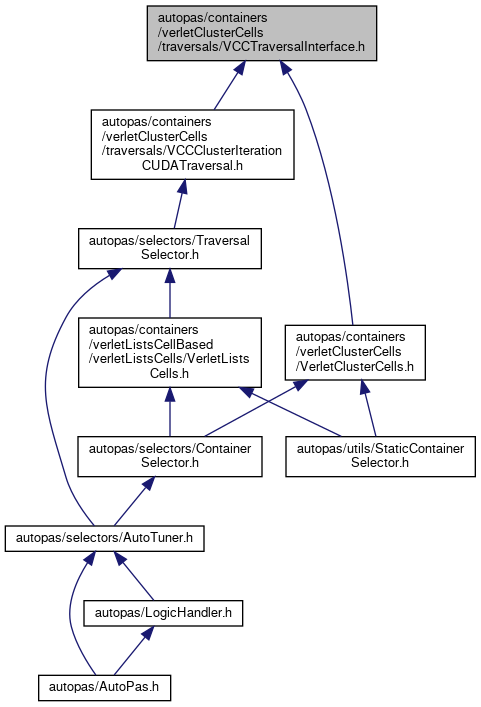 autopas/containers
/verletClusterCells
/traversals/VCCTraversalInterface.h
autopas/containers
/verletClusterCells
/traversals/VCCClusterIteration
CUDATraversal.h
autopas/selectors/Traversal
Selector.h
autopas/containers
/verletListsCellBased
/verletListsCells/VerletLists
Cells.h
autopas/containers
/verletClusterCells
/VerletClusterCells.h
autopas/selectors/Container
Selector.h
autopas/utils/StaticContainer
Selector.h
autopas/selectors/AutoTuner.h
autopas/LogicHandler.h
autopas/AutoPas.h